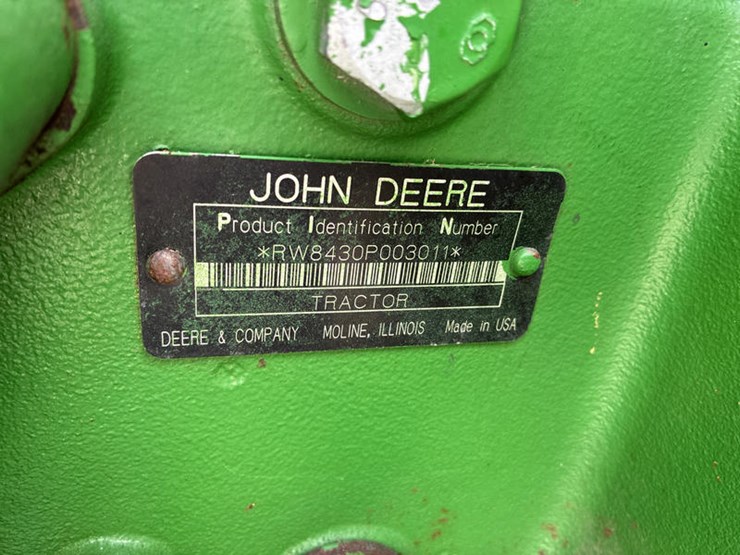 JOHN DEERE
Product Identification Number
*RW8430P003011*
TRACTOR
DEERE & COMPANY MOLINE, ILLINOIS Made in USA